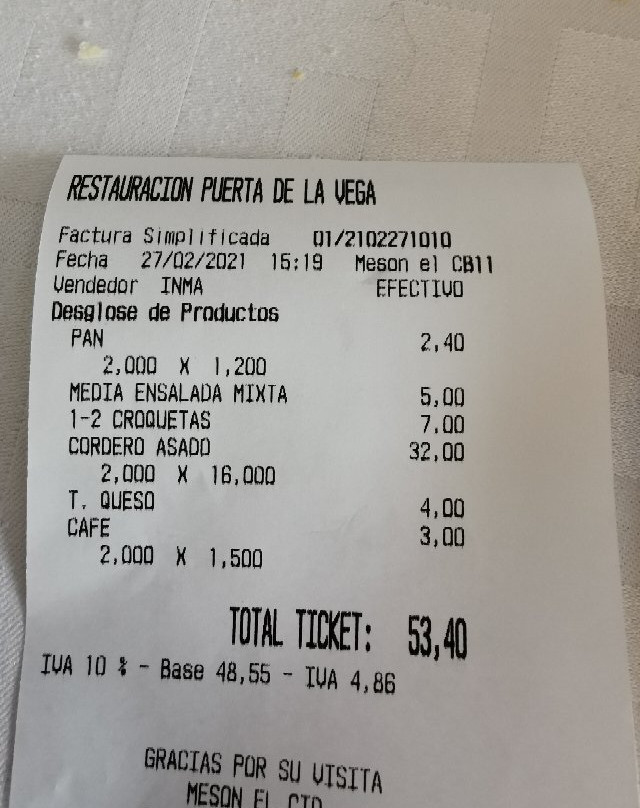 RESTAURACION PUERTA DE LA VEGA
Factura Simplificada 01/2102271010
Fecha 27/02/2021 15:19 Meson el CB11
Vendedor INMA EFECTIVO
Desglose de Productos
PAN 2,40
2,000 X 1,200
MEDIA ENSALADA MIXTA 5,00
1-2 CROQUETAS 7,00
CORDERO ASADO 32,00
2,000 X 16,000
T. QUESO 4,00
CAFE 3,00
2,000 X 1,500
TOTAL TICKET: 53,40
IVA 10 % - Base 48,55 - IVA 4,86
GRACIAS POR SU VISITA
MESON EL CID